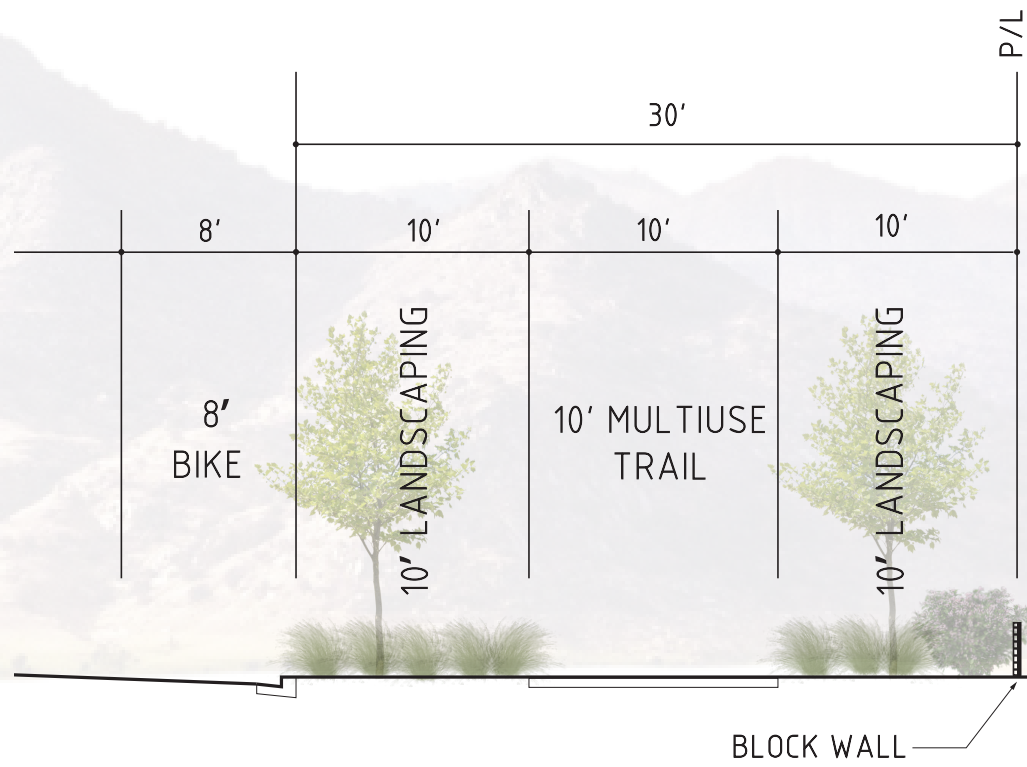 P/L
30'
8'
10'
10'
10'
8'
BIKE
10' LANDSCAPING
10' MULTIUSE
TRAIL
10' LANDSCAPING
BLOCK WALL